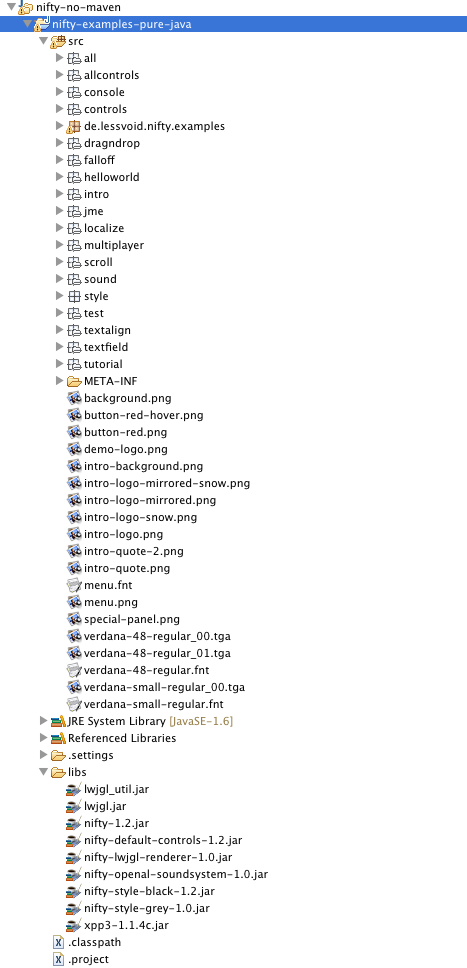 nifty-no-maven
nifty-examples-pure-java
src
all
allcontrols
console
controls
de.lessvoid.nifty.examples
dragndrop
falloff
helloworld
intro
jme
localize
multiplayer
scroll
sound
style
test
textalign
textfield
tutorial
META-INF
background.png
button-red-hover.png
button-red.png
demo-logo.png
intro-background.png
intro-logo-mirrored-snow.png
intro-logo-mirrored.png
intro-logo-snow.png
intro-logo.png
intro-quote-2.png
intro-quote.png
menu.fnt
menu.png
special-panel.png
verdana-48-regular_00.tga
verdana-48-regular_01.tga
verdana-48-regular.fnt
verdana-small-regular_00.tga
verdana-small-regular.fnt
JRE System Library [JavaSE-1.6]
Referenced Libraries
.settings
libs
lwjgl_util.jar
lwjgl.jar
nifty-1.2.jar
nifty-default-controls-1.2.jar
nifty-lwjgl-renderer-1.0.jar
nifty-openal-soundsystem-1.0.jar
nifty-style-black-1.2.jar
nifty-style-grey-1.0.jar
xpp3-1.1.4c.jar
.classpath
.project